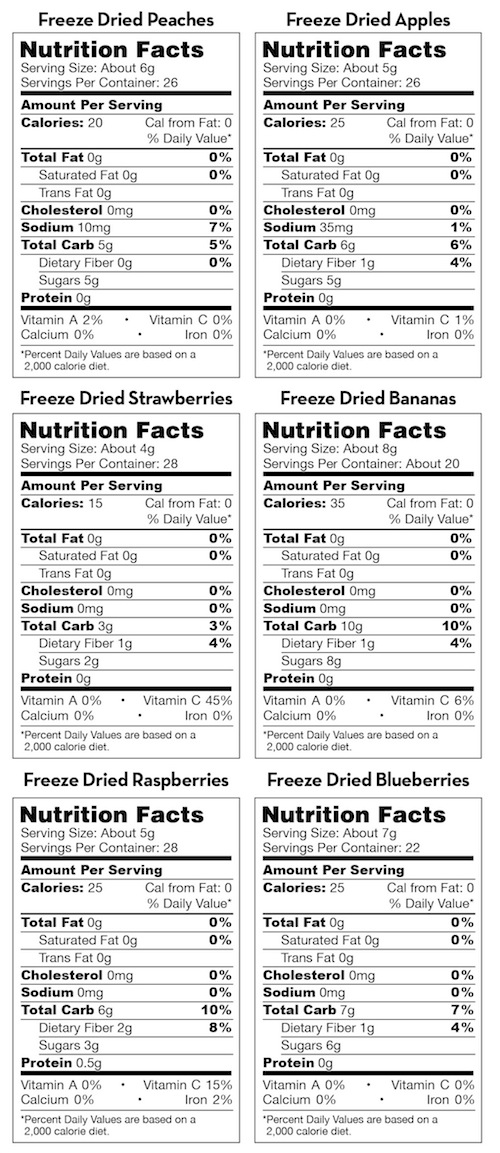 Freeze Dried Peaches
Nutrition Facts
Serving Size: About 6g
Servings Per Container: 26
Amount Per Serving
Calories: 20 Cal from Fat: 0
% Daily Value*
Total Fat 0g 0%
Saturated Fat 0g 0%
Trans Fat 0g
Cholesterol 0mg 0%
Sodium 10mg 7%
Total Carb 5g 5%
Dietary Fiber 0g 0%
Sugars 5g
Protein 0g
Vitamin A 2% • Vitamin C 0%
Calcium 0% • Iron 0%
*Percent Daily Values are based on a
2,000 calorie diet.
Freeze Dried Apples
Nutrition Facts
Serving Size: About 5g
Servings Per Container: 26
Amount Per Serving
Calories: 25 Cal from Fat: 0
% Daily Value*
Total Fat 0g 0%
Saturated Fat 0g 0%
Trans Fat 0g
Cholesterol 0mg 0%
Sodium 35mg 1%
Total Carb 6g 6%
Dietary Fiber 1g 4%
Sugars 5g
Protein 0g
Vitamin A 0% • Vitamin C 1%
Calcium 0% • Iron 0%
*Percent Daily Values are based on a
2,000 calorie diet.
Freeze Dried Strawberries
Nutrition Facts
Serving Size: About 4g
Servings Per Container: 28
Amount Per Serving
Calories: 15 Cal from Fat: 0
% Daily Value*
Total Fat 0g 0%
Saturated Fat 0g 0%
Trans Fat 0g
Cholesterol 0mg 0%
Sodium 0mg 0%
Total Carb 3g 3%
Dietary Fiber 1g 4%
Sugars 2g
Protein 0g
Vitamin A 0% • Vitamin C 45%
Calcium 0% • Iron 0%
*Percent Daily Values are based on a
2,000 calorie diet.
Freeze Dried Bananas
Nutrition Facts
Serving Size: About 8g
Servings Per Container: About 20
Amount Per Serving
Calories: 35 Cal from Fat: 0
% Daily Value*
Total Fat 0g 0%
Saturated Fat 0g 0%
Trans Fat 0g
Cholesterol 0mg 0%
Sodium 0mg 0%
Total Carb 10g 10%
Dietary Fiber 1g 4%
Sugars 8g
Protein 0g
Vitamin A 0% • Vitamin C 6%
Calcium 0% • Iron 0%
*Percent Daily Values are based on a
2,000 calorie diet.
Freeze Dried Raspberries
Nutrition Facts
Serving Size: About 5g
Servings Per Container: 28
Amount Per Serving
Calories: 25 Cal from Fat: 0
% Daily Value*
Total Fat 0g 0%
Saturated Fat 0g 0%
Trans Fat 0g
Cholesterol 0mg 0%
Sodium 0mg 0%
Total Carb 6g 10%
Dietary Fiber 2g 8%
Sugars 3g
Protein 0.5g
Vitamin A 0% • Vitamin C 15%
Calcium 0% • Iron 2%
*Percent Daily Values are based on a
2,000 calorie diet.
Freeze Dried Blueberries
Nutrition Facts
Serving Size: About 7g
Servings Per Container: 22
Amount Per Serving
Calories: 25 Cal from Fat: 0
% Daily Value*
Total Fat 0g 0%
Saturated Fat 0g 0%
Trans Fat 0g
Cholesterol 0mg 0%
Sodium 0mg 0%
Total Carb 7g 7%
Dietary Fiber 1g 4%
Sugars 6g
Protein 0g
Vitamin A 0% • Vitamin C 0%
Calcium 0% • Iron 0%
*Percent Daily Values are based on a
2,000 calorie diet.